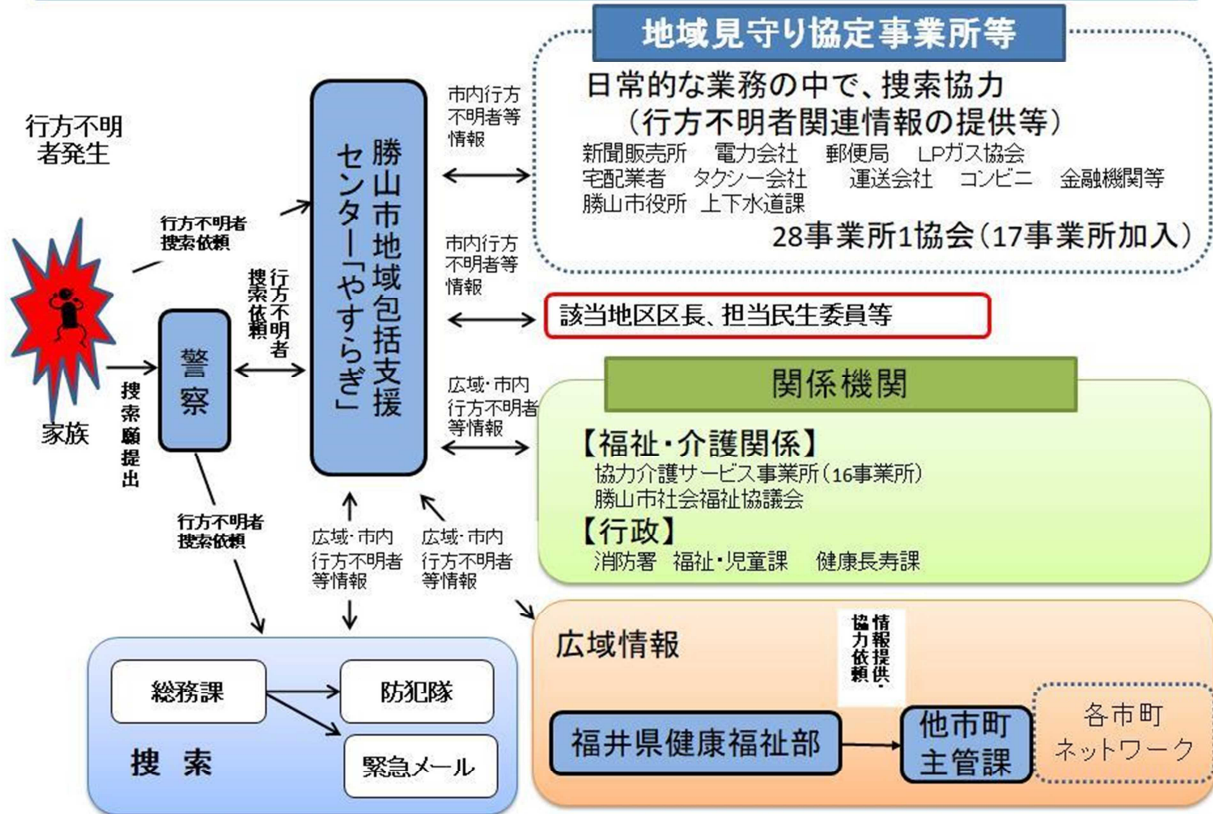 地域見守り協定事業所等
日常的な業務の中で、捜索協力
（行方不明者関連情報の提供等）
新聞販売所 電力会社 郵便局 LPガス協会
宅配業者 タクシー会社 運送会社 コンビニ 金融機関等
勝山市役所 上下水道課
28事業所1協会（17事業所加入）
行方不明
者発生
家族
行方不明者
捜索依頼
捜索願提出
警察
行方不明者
捜索依頼
行方不明者
捜索依頼
勝山市地域包括支援
センター「やすらぎ」
市内行方
不明者等
情報
市内行方
不明者等
情報
該当地区区長、担当民生委員等
広域・市内
行方不明者
等情報
関係機関
【福祉・介護関係】
協力介護サービス事業所（16事業所）
勝山市社会福祉協議会
【行政】
消防署 福祉・児童課 健康長寿課
広域・市内
行方不明者
等情報
広域・市内
行方不明者
等情報
総務課
防犯隊
緊急メール
捜 索
広域情報
福井県健康福祉部
情報提供・
協力依頼
他市町
主管課
各市町
ネットワーク